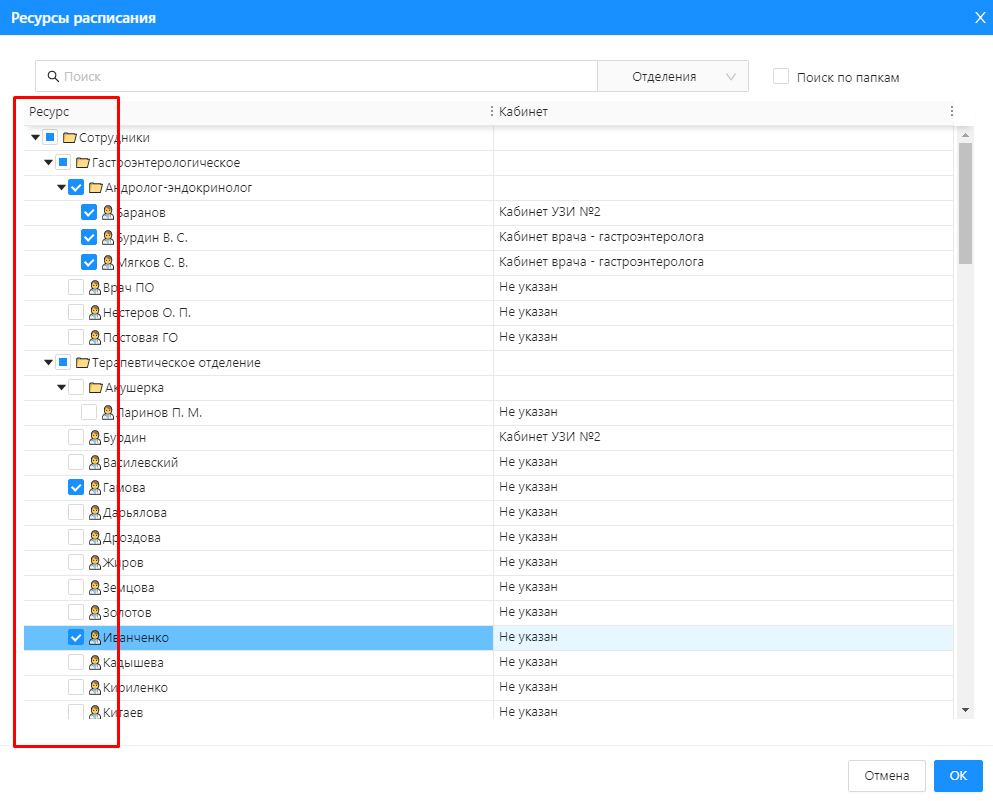 Ресурсы расписания X
Поиск Отделения Поиск по папкам
Ресурс Кабинет
Сотрудники
Гастроэнтерологическое
Андролог-эндокринолог
Баранов Кабинет УЗИ №2
Бурдин В. С. Кабинет врача - гастроэнтеролога
Мягков С. В. Кабинет врача - гастроэнтеролога
Врач ПО Не указан
Нестеров О. П. Не указан
Постовая ГО Не указан
Терапевтическое отделение
Акушерка
Ларинов П. М. Не указан
Бурдин Кабинет УЗИ №2
Василевский Не указан
Гамова Не указан
Дарьялова Не указан
Дроздова Не указан
Жиров Не указан
Земцова Не указан
Золотов Не указан
Иванченко Не указан
Кадышева Не указан
Кириленко Не указан
Китаев Не указан
Отмена OK